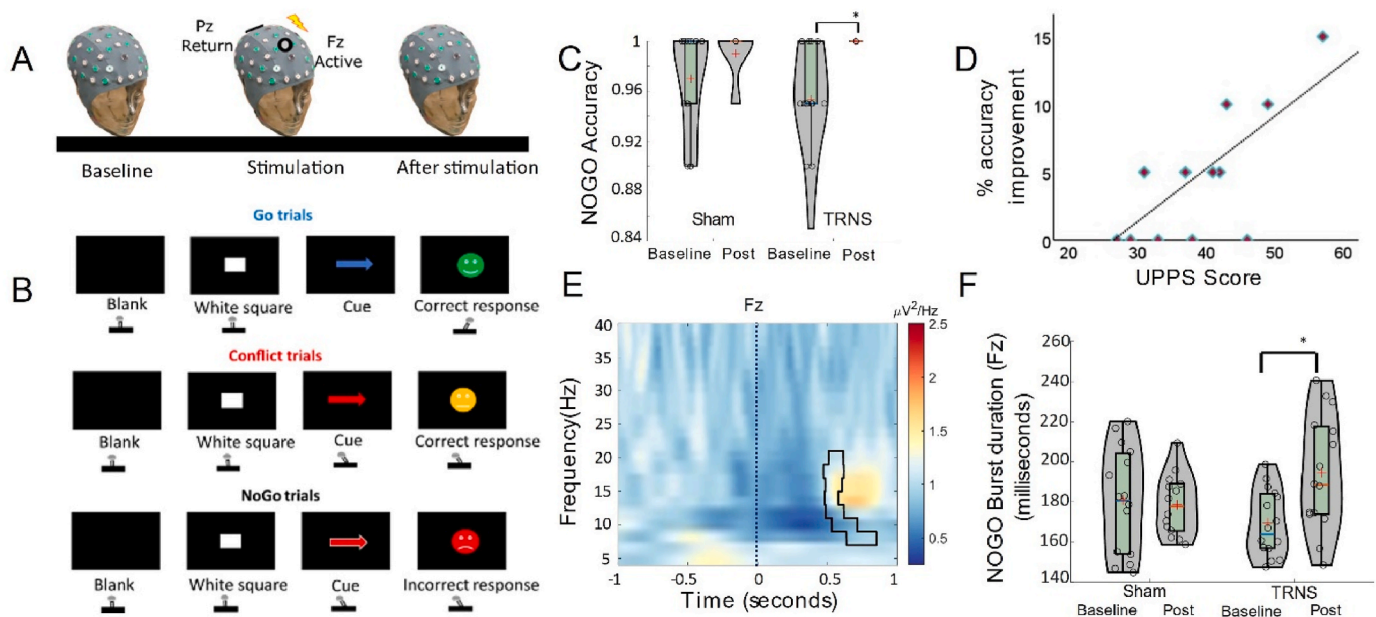 A
Pz
Return
Fz
Active
Baseline
Stimulation
After stimulation
B
Go trials
Blank
White square
Cue
Correct response
Conflict trials
Blank
White square
Cue
Correct response
NoGo trials
Blank
White square
Cue
Incorrect response
C
NOGO Accuracy
1
0.96
0.92
0.88
0.84
*
Sham
TRNS
Baseline Post
Baseline Post
D
% accuracy
improvement
15
10
5
0
20 30 40 50 60
UPPS Score
E
Fz
μV²/Hz
Frequency(Hz)
40
35
30
25
20
15
10
5
-1 -0.5 0 0.5 1
Time (seconds)
2.5
2
1.5
1
0.5
F
NOGO Burst duration (Fz)
(milliseconds)
260
240
220
200
180
160
140
*
Sham
TRNS
Baseline Post
Baseline Post